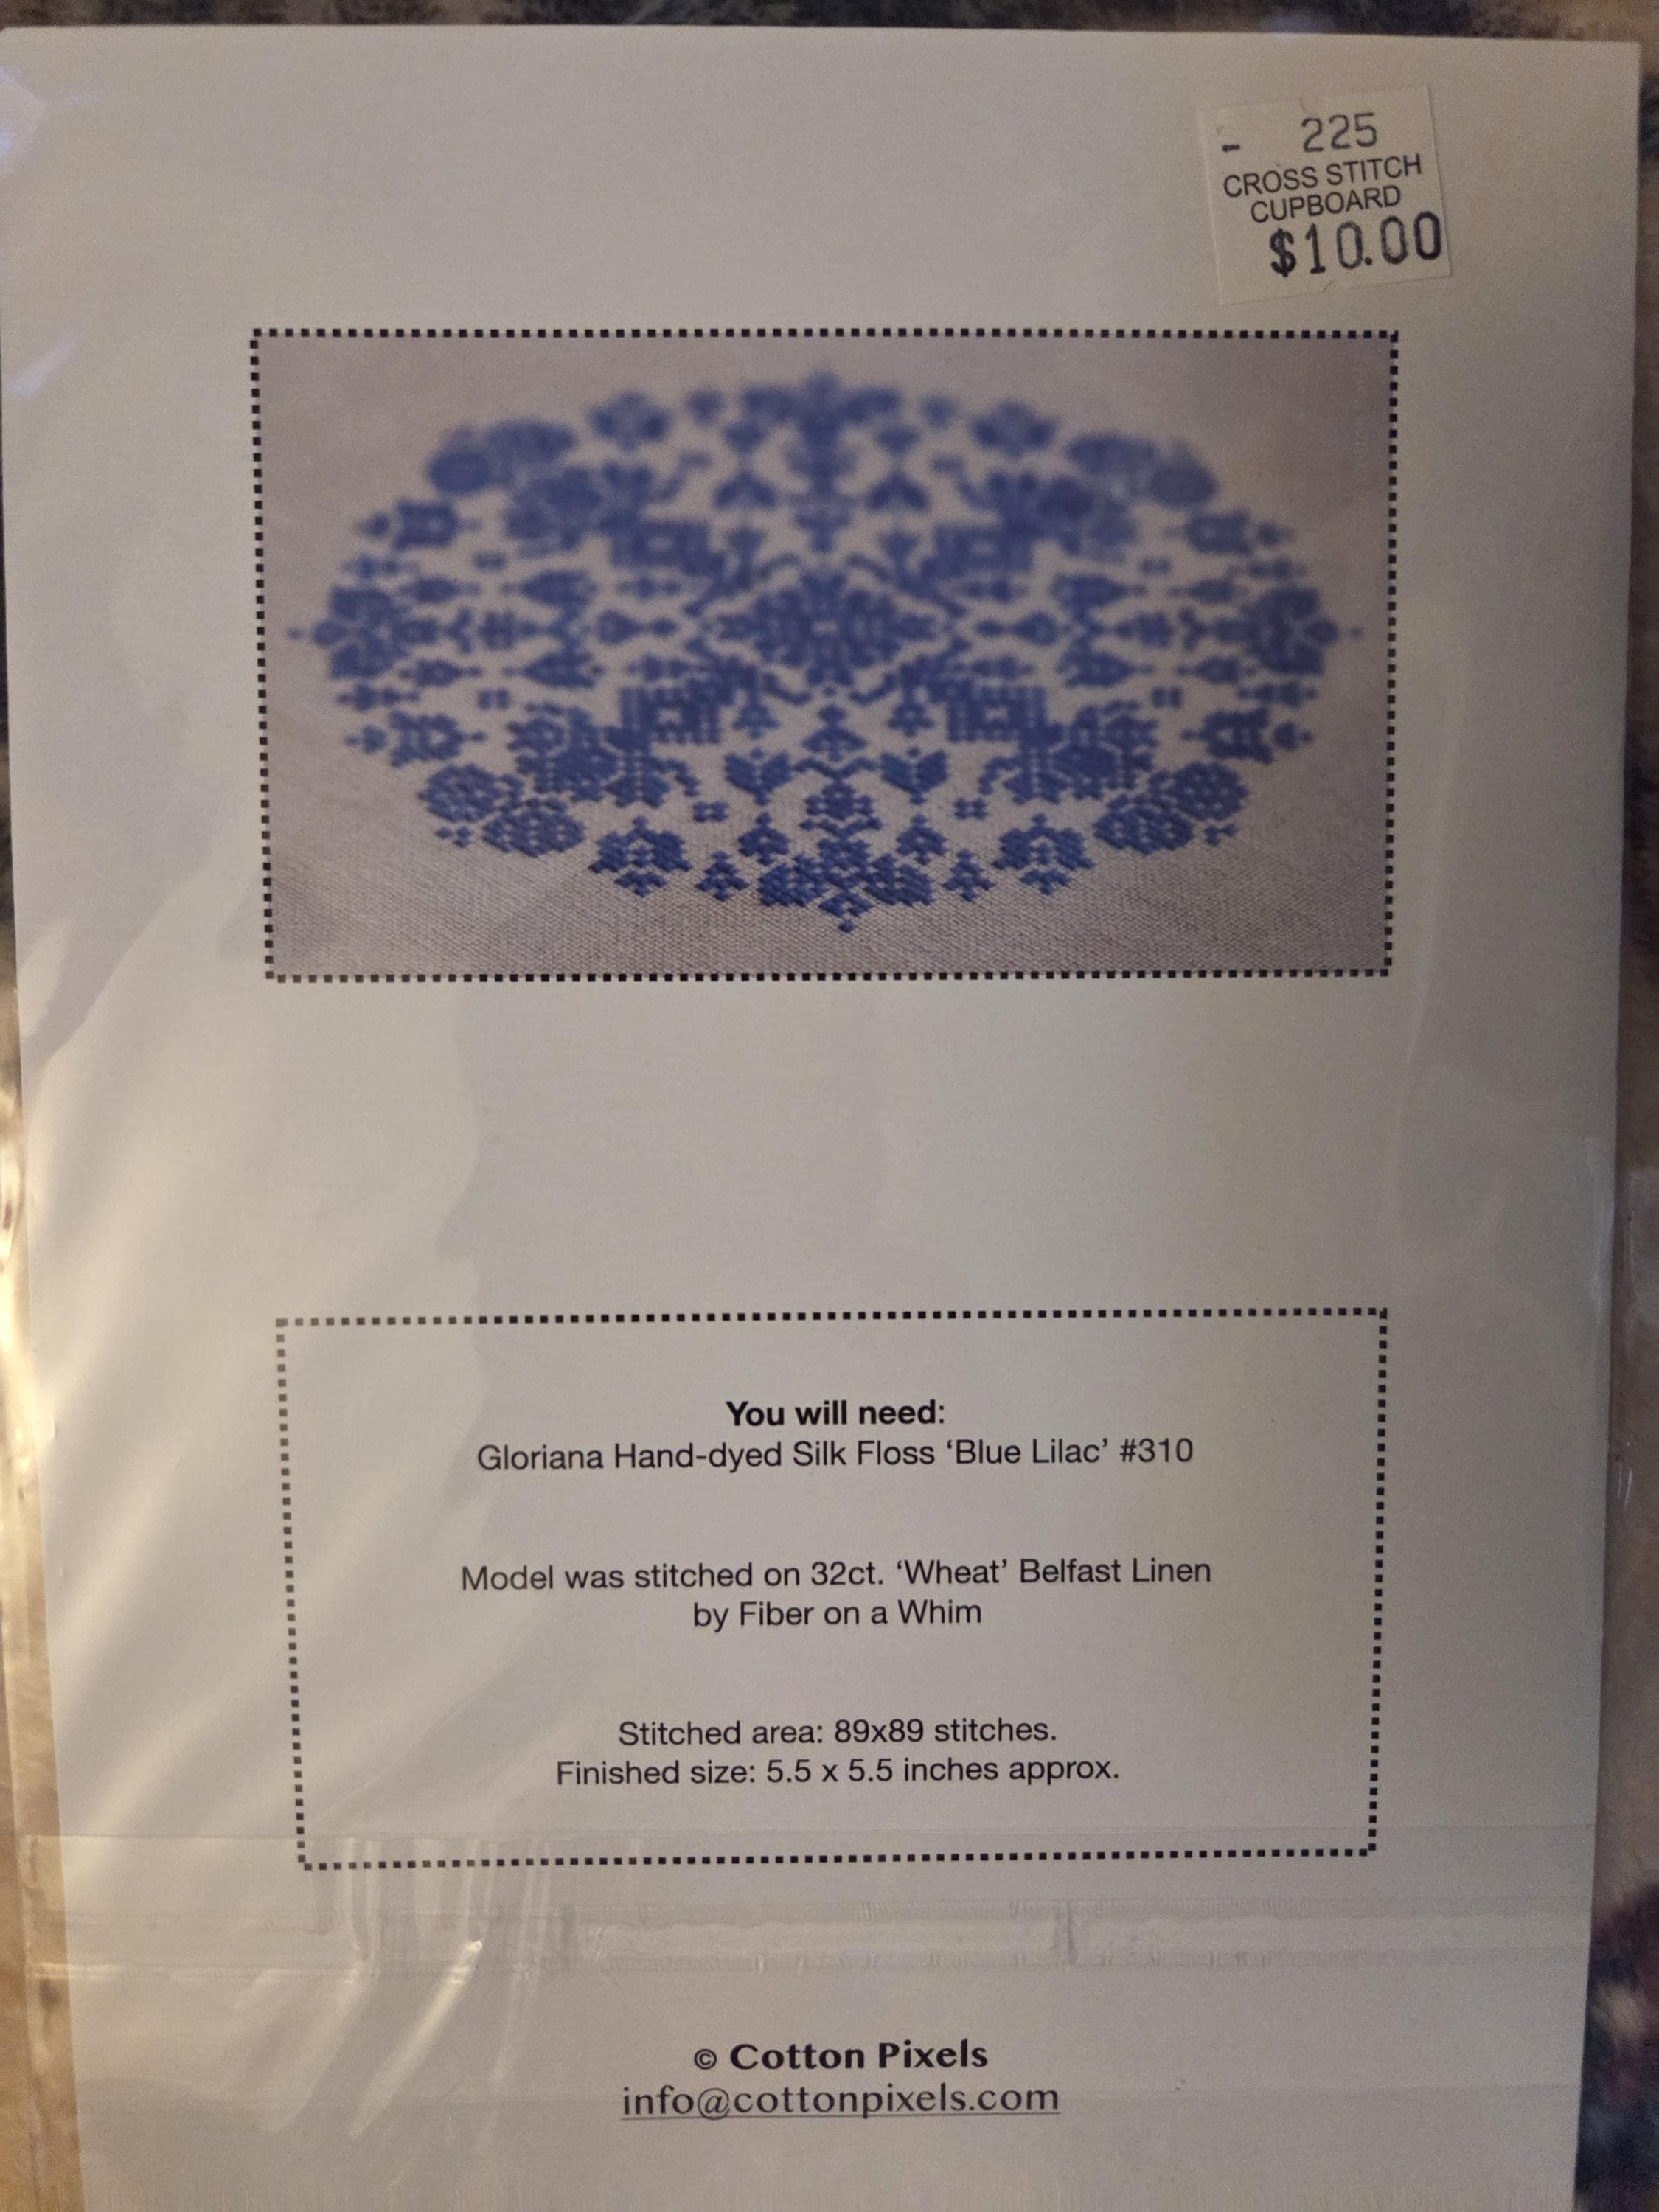 - 225
CROSS STITCH
CUPBOARD
$10.00
You will need:
Gloriana Hand-dyed Silk Floss ‘Blue Lilac’ #310
Model was stitched on 32ct. ‘Wheat’ Belfast Linen
by Fiber on a Whim
Stitched area: 89x89 stitches.
Finished size: 5.5 x 5.5 inches approx.
© Cotton Pixels
info@cottonpixels.com